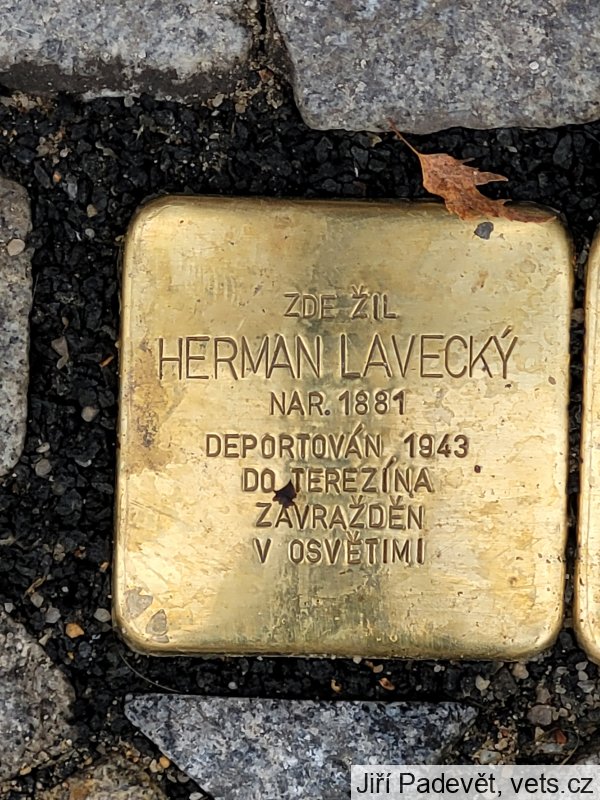 ZDE ŽIL
HERMAN LAVECKÝ
NAR. 1881
DEPORTOVÁN 1943
DO TEREZÍNA
ZAVRAŽDĚN
V OSVĚTIMI
Jiří Padevět, vets.cz